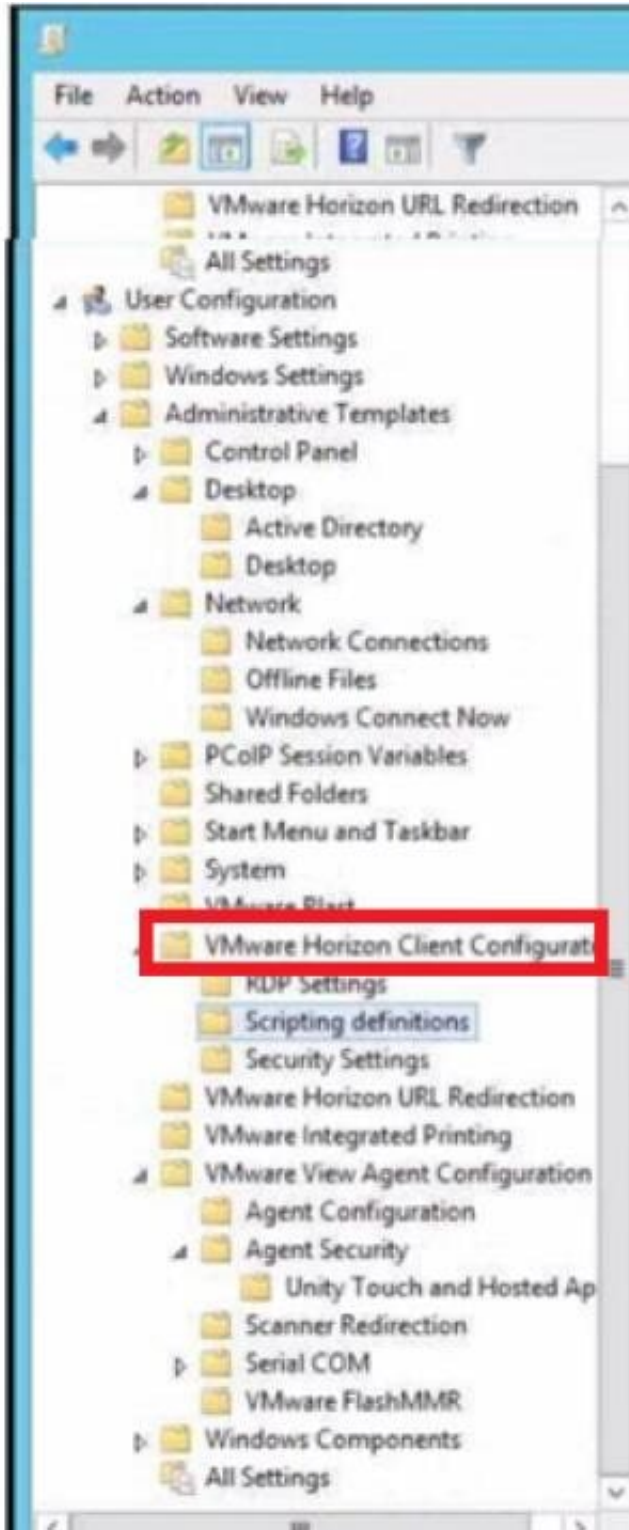 File Action View Help
VMware Horizon URL Redirection
All Settings
User Configuration
Software Settings
Windows Settings
Administrative Templates
Control Panel
Desktop
Active Directory
Desktop
Network
Network Connections
Offline Files
Windows Connect Now
PCoIP Session Variables
Shared Folders
Start Menu and Taskbar
System
VMware Blast
VMware Horizon Client Configurati
RDP Settings
Scripting definitions
Security Settings
VMware Horizon URL Redirection
VMware Integrated Printing
VMware View Agent Configuration
Agent Configuration
Agent Security
Unity Touch and Hosted Ap
Scanner Redirection
Serial COM
VMware FlashMMR
Windows Components
All Settings